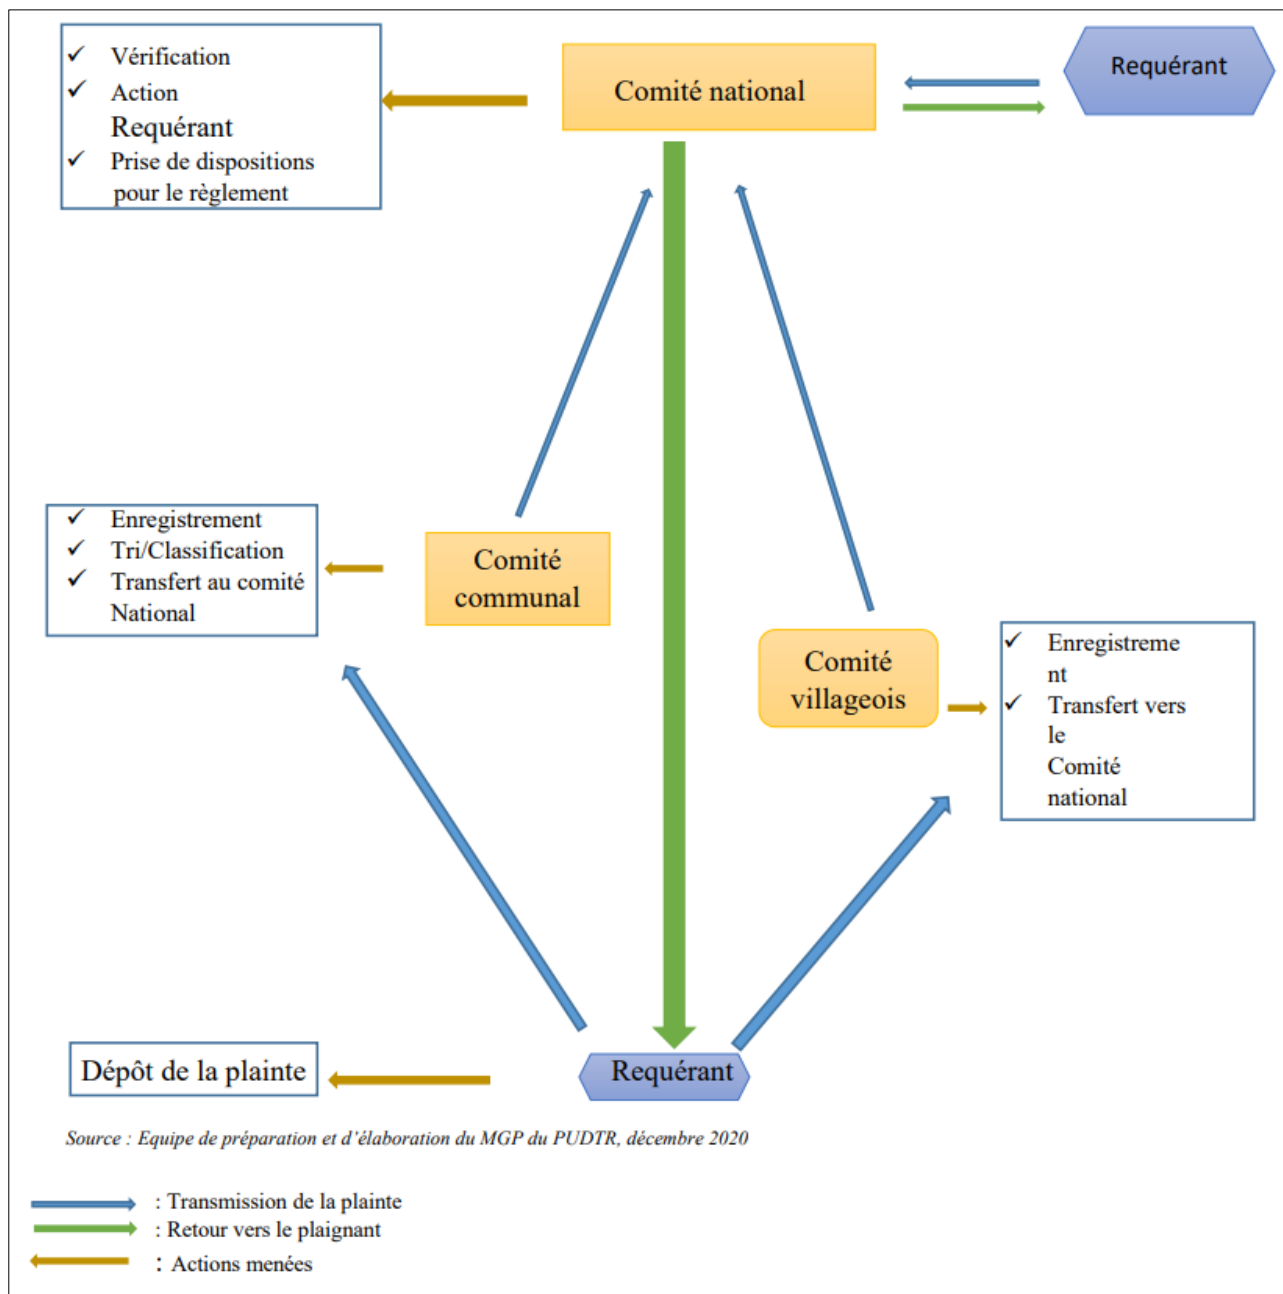 ✓ Vérification
✓ Action
Requérant
✓ Prise de dispositions
pour le règlement
Comité national
Requérant
✓ Enregistrement
✓ Tri/Classification
✓ Transfert au comité
National
Comité
communal
Comité
villageois
✓ Enregistreme
nt
✓ Transfert vers
le
Comité
national
Dépôt de la plainte
Requérant
Source : Equipe de préparation et d’élaboration du MGP du PUDTR, décembre 2020
: Transmission de la plainte
: Retour vers le plaignant
: Actions menées